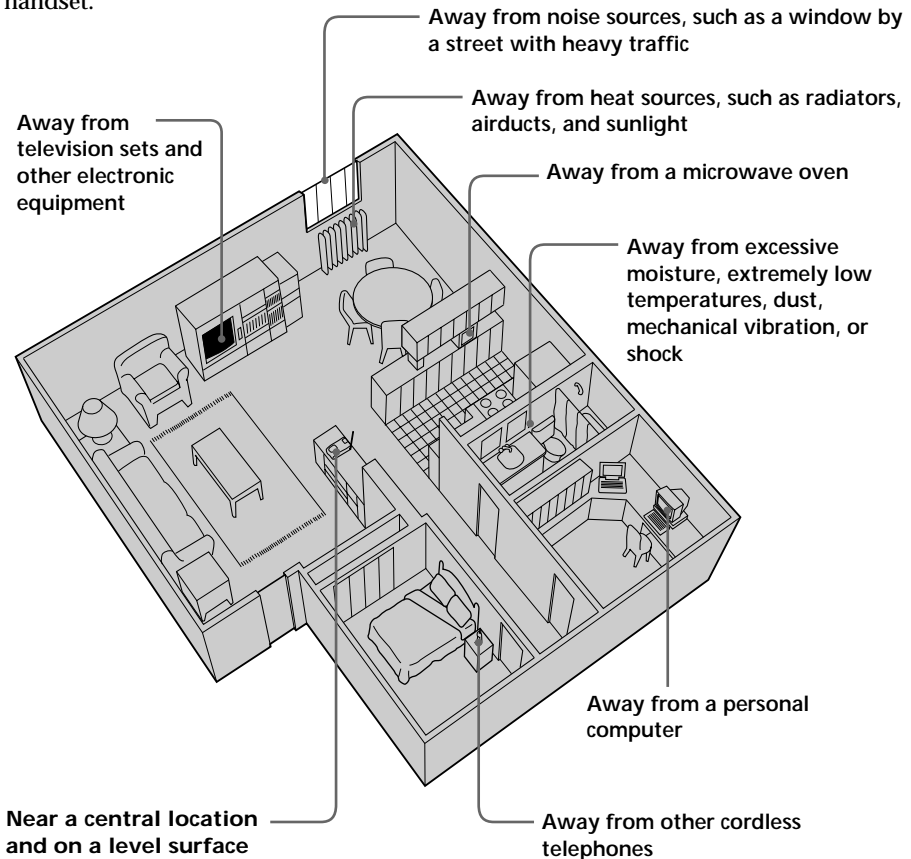 handset.
Away from noise sources, such as a window by
a street with heavy traffic
Away from heat sources, such as radiators,
airducts, and sunlight
Away from
television sets and
other electronic
equipment
Away from a microwave oven
Away from excessive
moisture, extremely low
temperatures, dust,
mechanical vibration, or
shock
Away from a personal
computer
Near a central location
and on a level surface
Away from other cordless
telephones